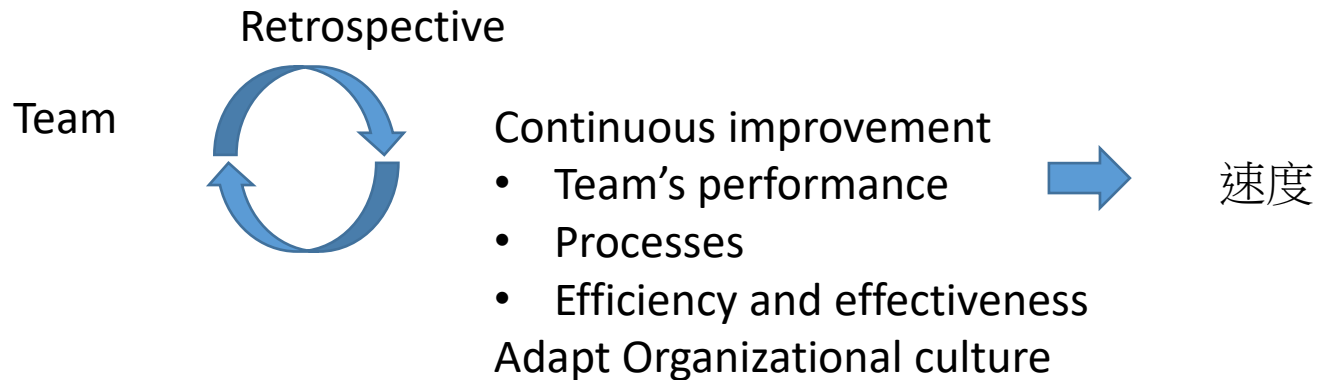 Retrospective
Team
Continuous improvement
• Team’s performance
速度
• Processes
• Efficiency and effectiveness
Adapt Organizational culture